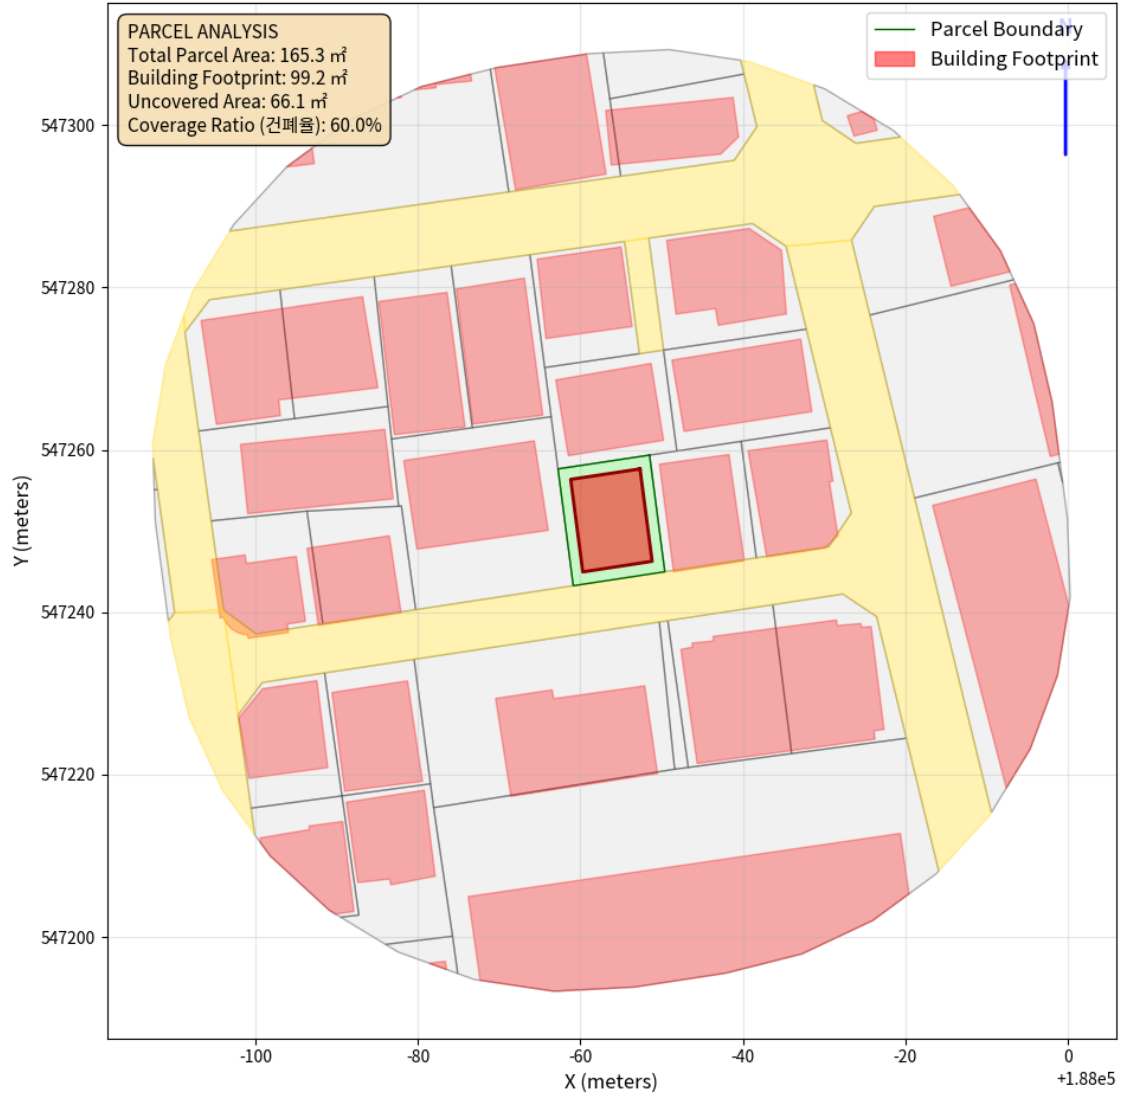 PARCEL ANALYSIS
Total Parcel Area: 165.3 ㎡
Building Footprint: 99.2 ㎡
Uncovered Area: 66.1 ㎡
Coverage Ratio (건폐율): 60.0%
Parcel Boundary
Building Footprint
N
547300
547280
547260
547240
547220
547200
Y (meters)
-100
-80
-60
-40
-20
0
+1.88e5
X (meters)